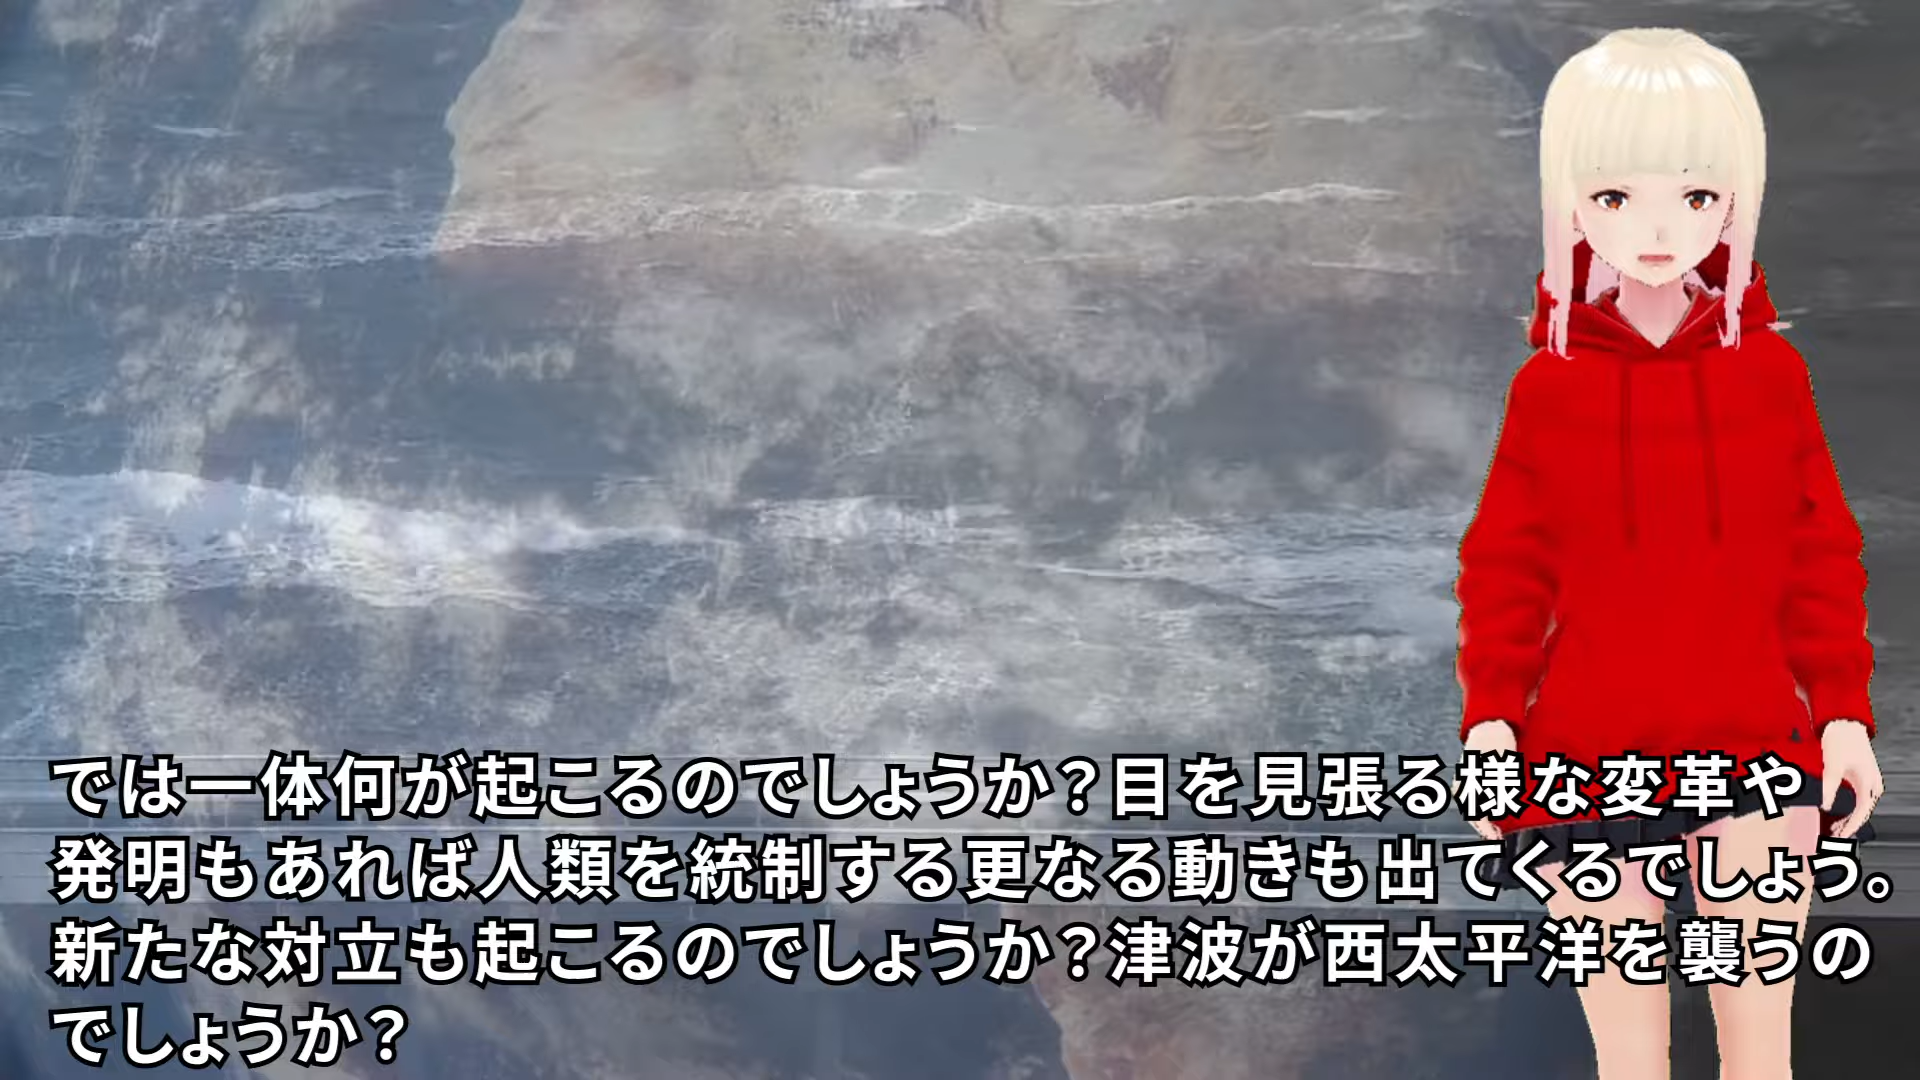 では一体何が起こるのでしょうか？目を見張る様な変革や
発明もあれば人類を統制する更なる動きも出てくるでしょう。
新たな対立も起こるのでしょうか？津波が西太平洋を襲うの
でしょうか？